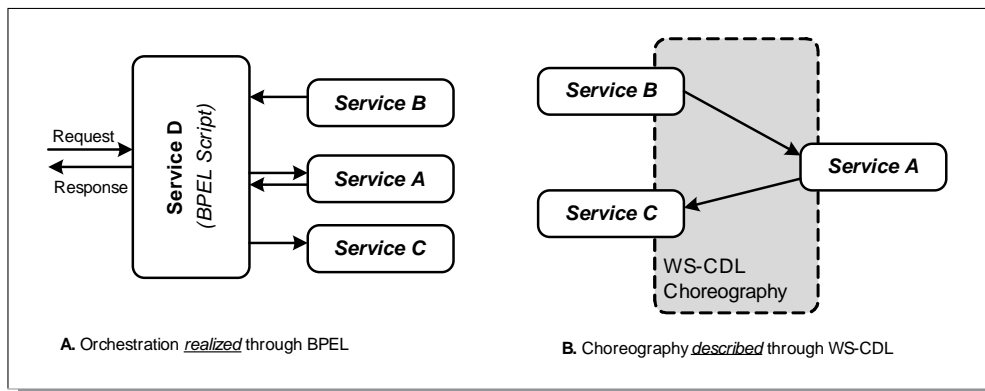 Request
Response
Service D
(BPEL Script)
Service B
Service A
Service C
A. Orchestration realized through BPEL
Service B
Service A
Service C
WS-CDL
Choreography
B. Choreography described through WS-CDL